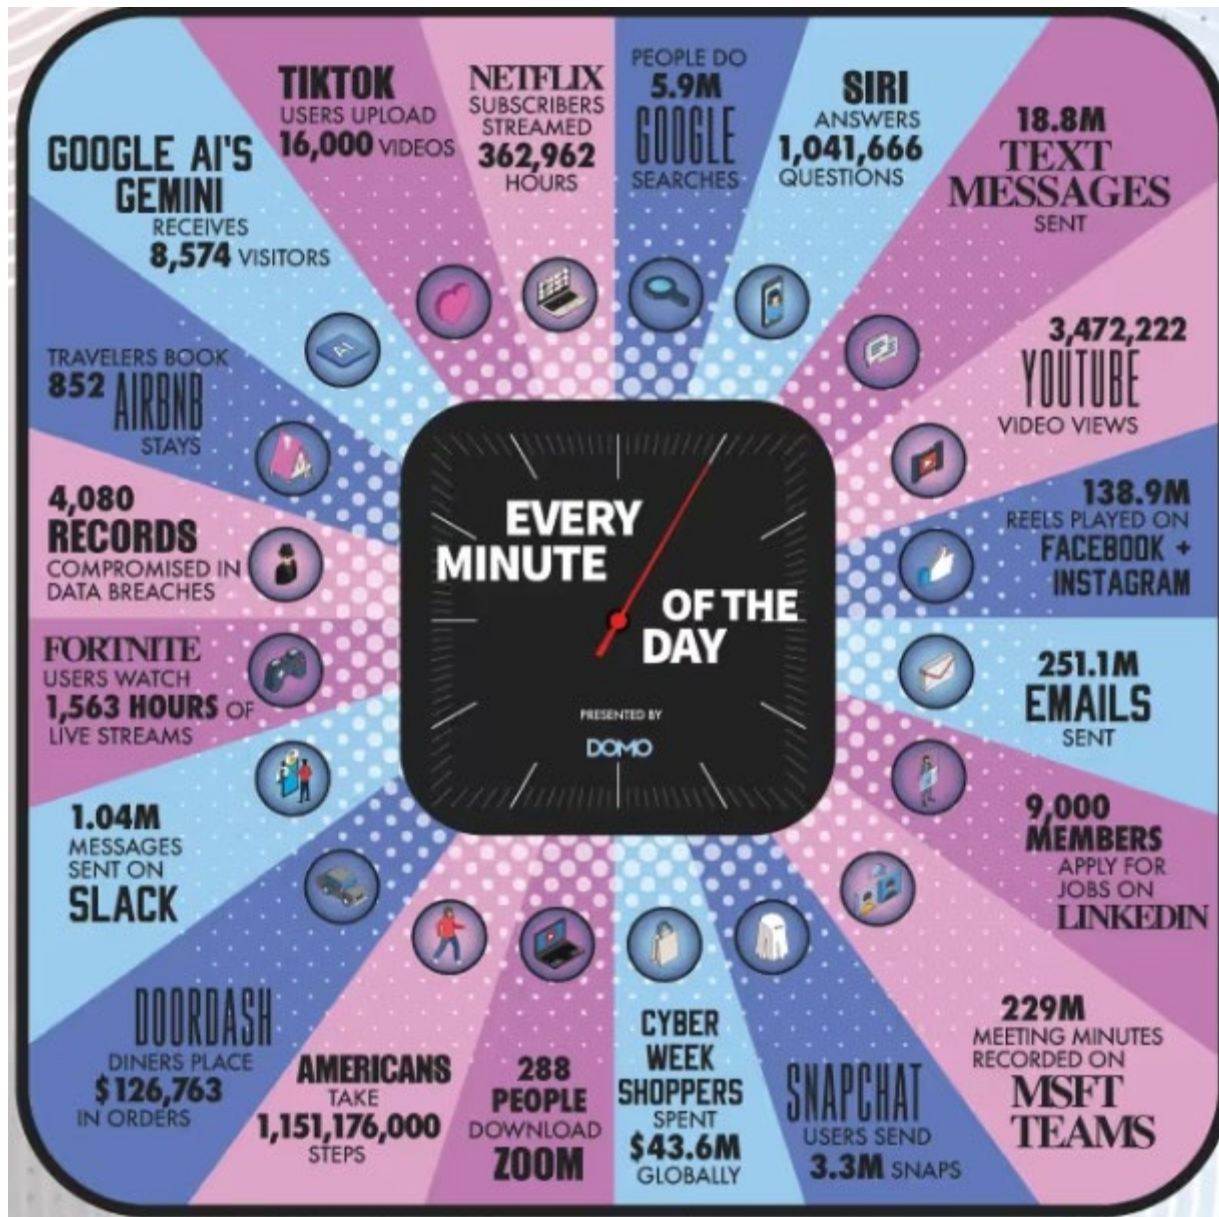 EVERY
MINUTE
OF THE
DAY
PRESENTED BY
DOMO
PEOPLE DO
5.9M
GOOGLE
SEARCHES
SIRI
ANSWERS
1,041,666
QUESTIONS
18.8M
TEXT
MESSAGES
SENT
3,472,222
YOUTUBE
VIDEO VIEWS
138.9M
REELS PLAYED ON
FACEBOOK +
INSTAGRAM
251.1M
EMAILS
SENT
9,000
MEMBERS
APPLY FOR
JOBS ON
LINKEDIN
229M
MEETING MINUTES
RECORDED ON
MSFT
TEAMS
SNAPCHAT
USERS SEND
3.3M SNAPS
CYBER
WEEK
SHOPPERS
SPENT
$43.6M
GLOBALLY
288
PEOPLE
DOWNLOAD
ZOOM
AMERICANS
TAKE
1,151,176,000
STEPS
DOORDASH
DINERS PLACE
$126,763
IN ORDERS
1.04M
MESSAGES
SENT ON
SLACK
FORTNITE
USERS WATCH
1,563 HOURS OF
LIVE STREAMS
4,080
RECORDS
COMPROMISED IN
DATA BREACHES
TRAVELERS BOOK
852 AIRBNB
STAYS
GOOGLE AI'S
GEMINI
RECEIVES
8,574 VISITORS
TIKTOK
USERS UPLOAD
16,000 VIDEOS
NETFLIX
SUBSCRIBERS
STREAMED
362,962
HOURS
AI